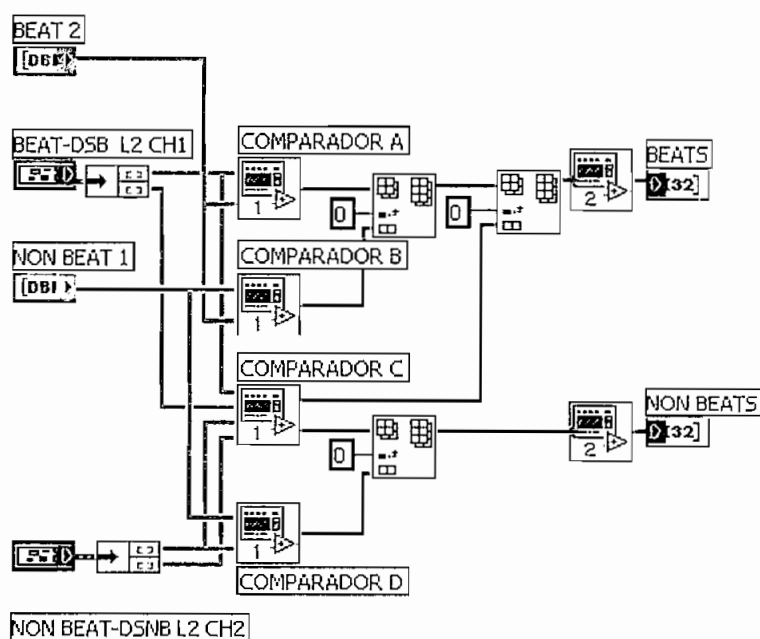 BEAT 2
[DBL
BEAT-DSB L2 CH1
COMPARADOR A
BEATS
1
0
0
2
[32]
NON BEAT 1
[DBL
COMPARADOR B
1
COMPARADOR C
1
NON BEATS
0
2
[32]
1
COMPARADOR D
NON BEAT-DSNB L2 CH2